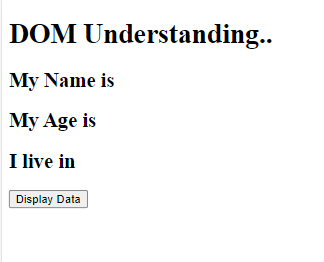 DOM Understanding..
My Name is
My Age is
I live in
Display Data